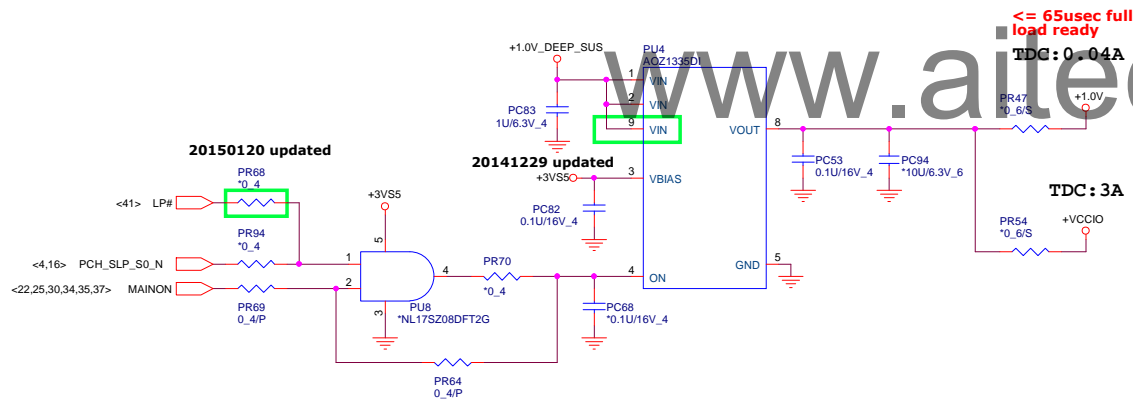 <= 65usec full
load ready
TDC:0.04A
www.aitec
+1.0V_DEEP_SUS
PU4
AOZ1335DI
1
VIN
2
VIN
9
VIN
PC83
1U/6.3V_4
VOUT
8
PR47
*0_6/S
+1.0V
20150120 updated
20141229 updated
+3VS5
3
VBIAS
PC53
0.1U/16V_4
PC94
*10U/6.3V_6
TDC:3A
PR68
*0_4
<41>
LP#
+3VS5
PC82
0.1U/16V_4
PR54
*0_6/S
+VCCIO
PR94
*0_4
5
<4,16>
PCH_SLP_S0_N
1
4
PR70
*0_4
4
ON
GND
5
<22,25,30,34,35,37>
MAINON
2
PR69
0_4/P
3
PU8
*NL17SZ08DFT2G
PC68
*0.1U/16V_4
PR64
0_4/P